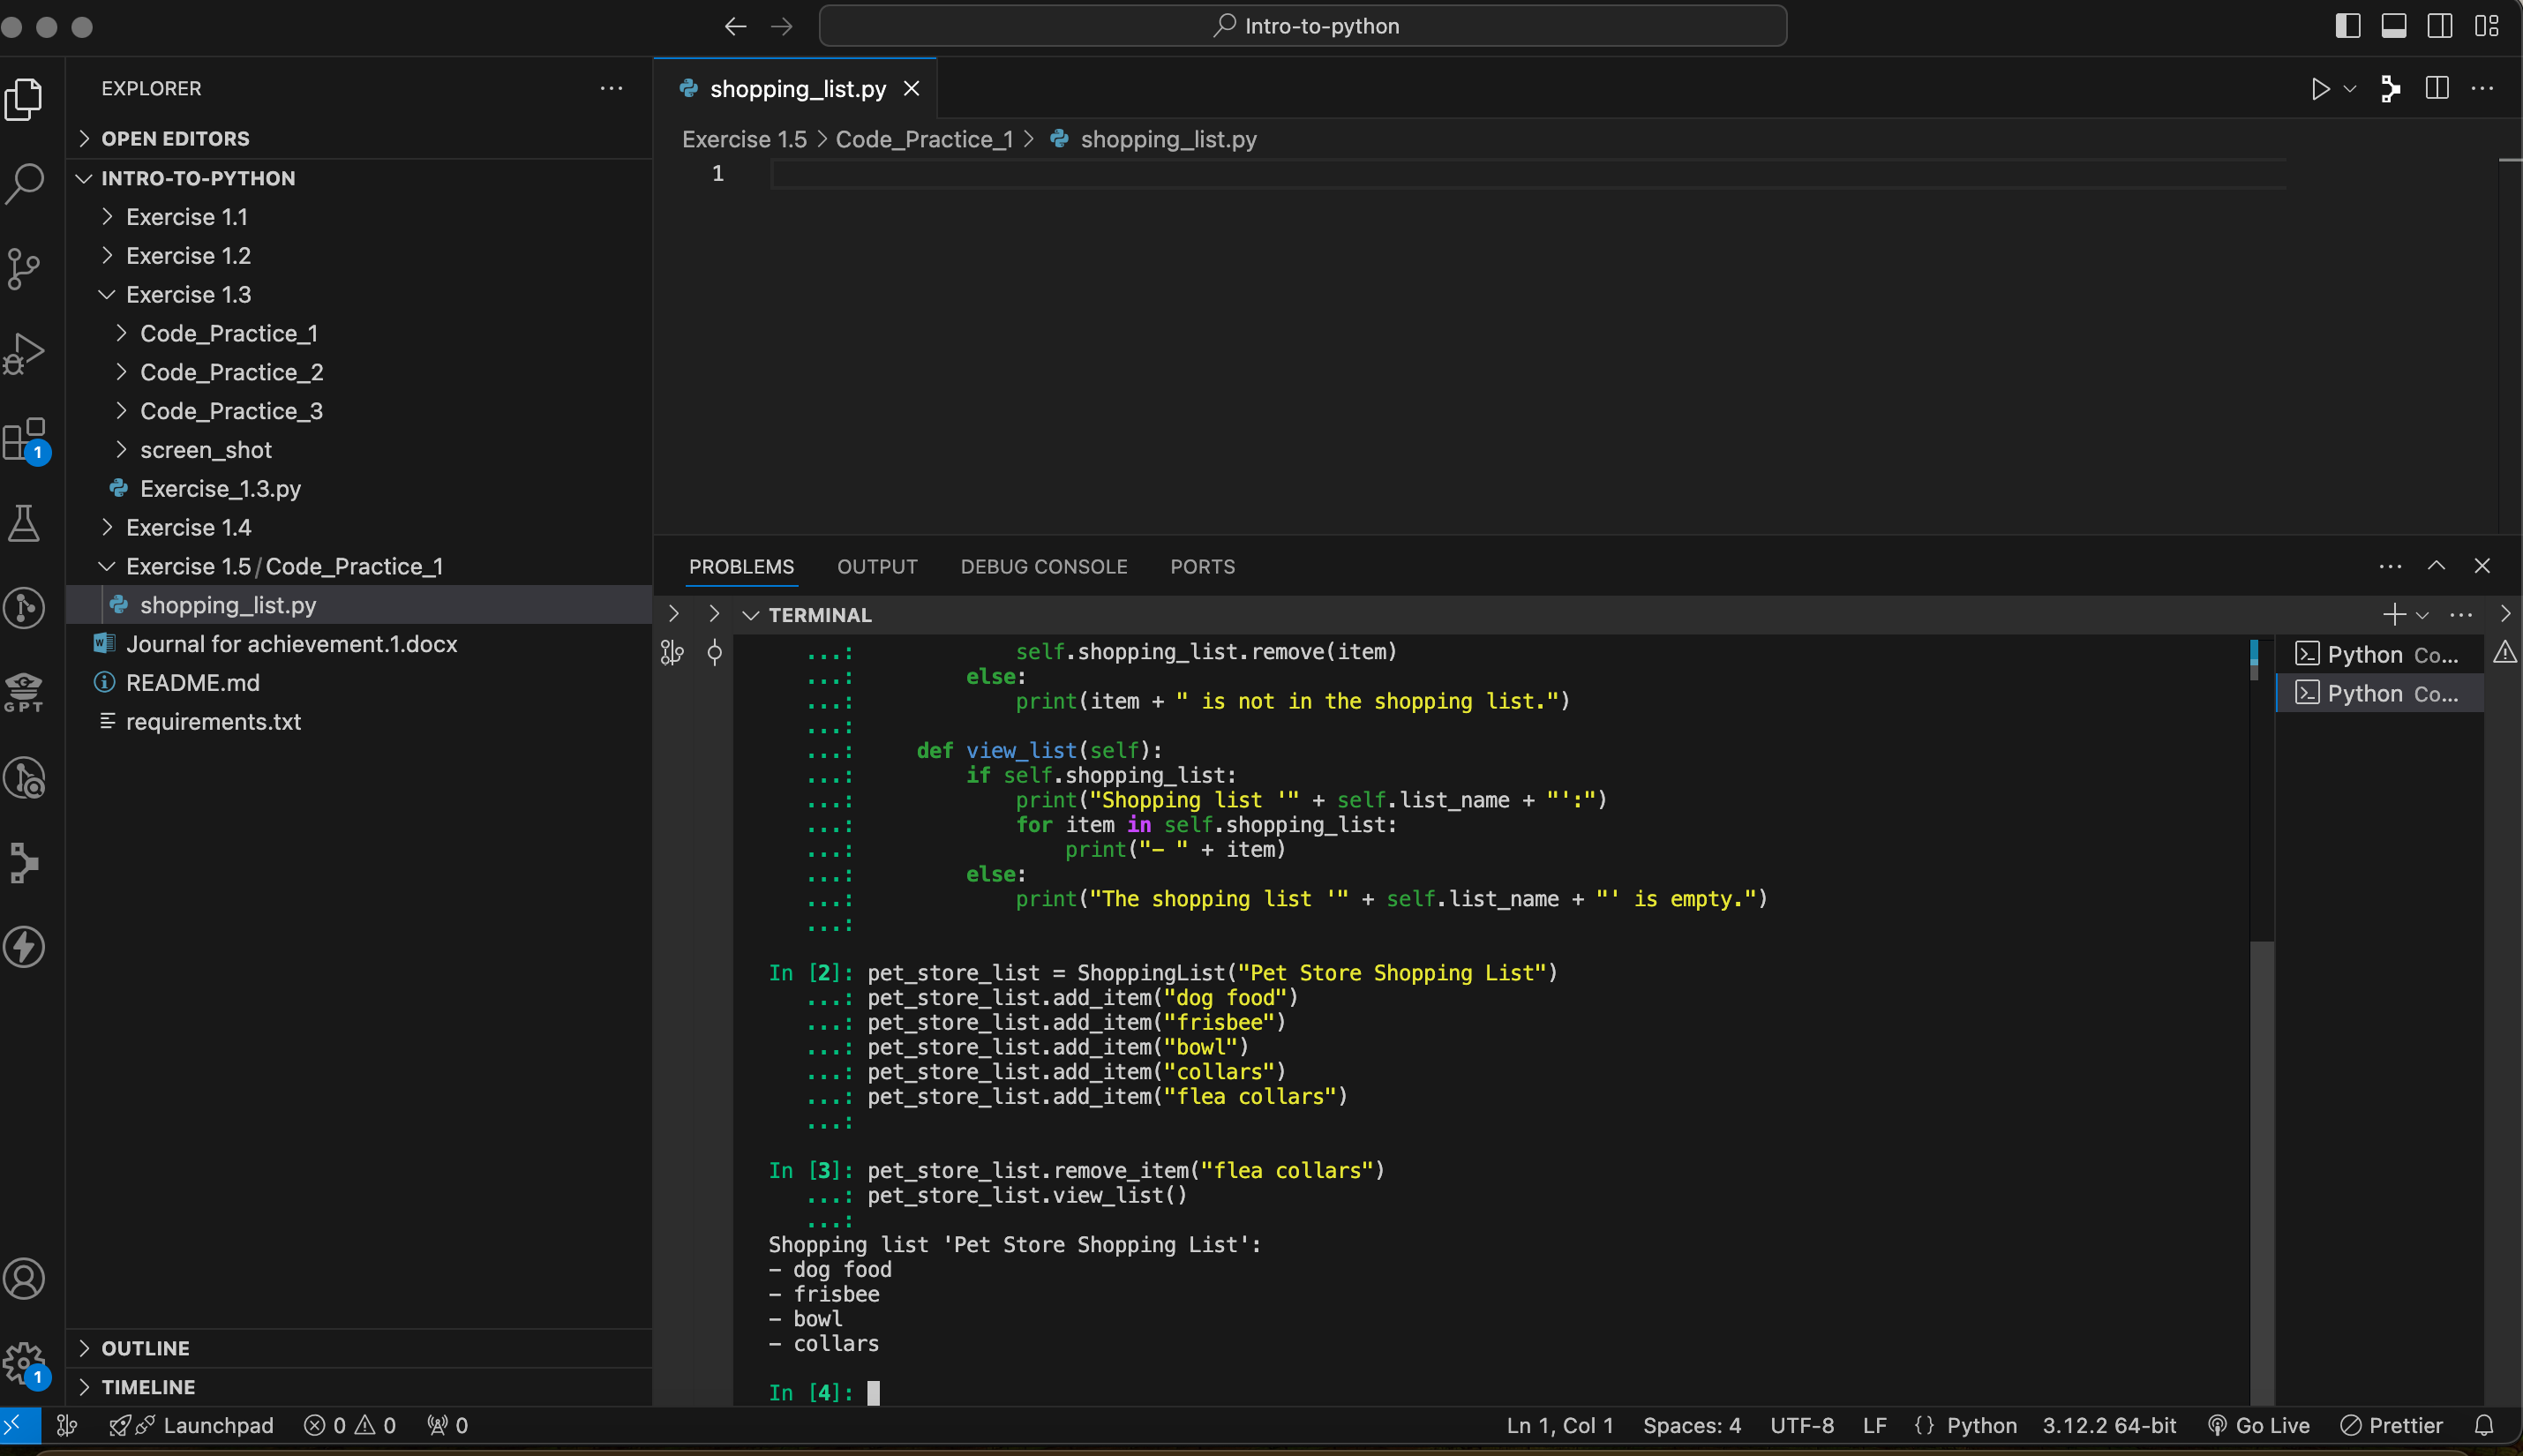 Intro-to-python
EXPLORER
OPEN EDITORS
INTRO-TO-PYTHON
Exercise 1.1
Exercise 1.2
Exercise 1.3
Code_Practice_1
Code_Practice_2
Code_Practice_3
screen_shot
Exercise_1.3.py
Exercise 1.4
Exercise 1.5/Code_Practice_1
shopping_list.py
Journal for achievement.1.docx
README.md
requirements.txt
OUTLINE
TIMELINE
1
GPT
1
shopping_list.py
Exercise 1.5 > Code_Practice_1 > shopping_list.py
1
PROBLEMS OUTPUT DEBUG CONSOLE PORTS
TERMINAL
...:             self.shopping_list.remove(item)
...:         else:
...:             print(item + " is not in the shopping list.")
...:
...:     def view_list(self):
...:         if self.shopping_list:
...:             print("Shopping list '" + self.list_name + "':")
...:             for item in self.shopping_list:
...:                 print("- " + item)
...:         else:
...:             print("The shopping list '" + self.list_name + "' is empty.")
...:
In [2]: pet_store_list = ShoppingList("Pet Store Shopping List")
...: pet_store_list.add_item("dog food")
...: pet_store_list.add_item("frisbee")
...: pet_store_list.add_item("bowl")
...: pet_store_list.add_item("collars")
...: pet_store_list.add_item("flea collars")
...:
In [3]: pet_store_list.remove_item("flea collars")
...: pet_store_list.view_list()
...:
Shopping list 'Pet Store Shopping List':
- dog food
- frisbee
- bowl
- collars
In [4]:
Python Co...
Python Co...
Launchpad 0 0 0
Ln 1, Col 1 Spaces: 4 UTF-8 LF {} Python 3.12.2 64-bit Go Live Prettier